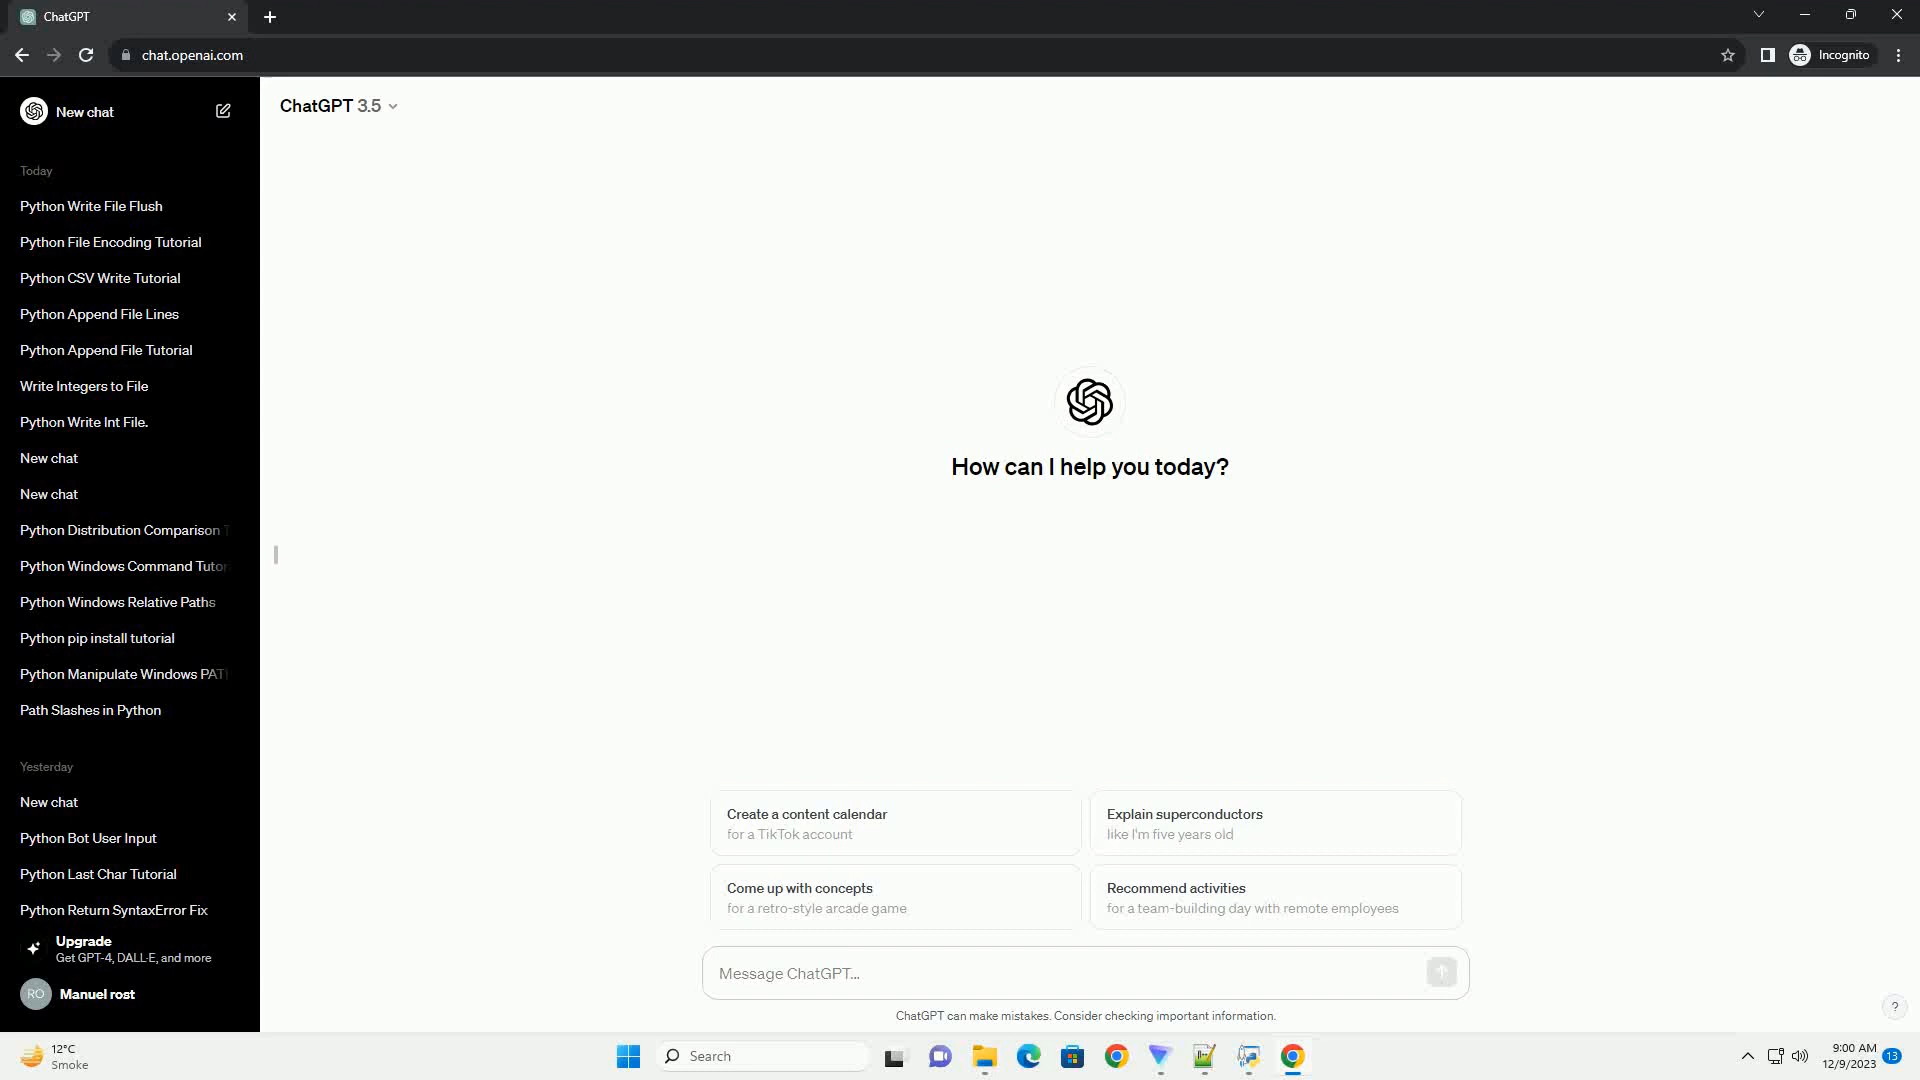 ChatGPT
chat.openai.com
Incognito
New chat
ChatGPT 3.5
Today
Python Write File Flush
Python File Encoding Tutorial
Python CSV Write Tutorial
Python Append File Lines
Python Append File Tutorial
Write Integers to File
Python Write Int File.
New chat
New chat
Python Distribution Comparison T
Python Windows Command Tutor
Python Windows Relative Paths
Python pip install tutorial
Python Manipulate Windows PAT
Path Slashes in Python
Yesterday
New chat
Python Bot User Input
Python Last Char Tutorial
Python Return SyntaxError Fix
Upgrade
Get GPT-4, DALL·E, and more
RO
Manuel rost
How can I help you today?
Create a content calendar
for a TikTok account
Explain superconductors
like I'm five years old
Come up with concepts
for a retro-style arcade game
Recommend activities
for a team-building day with remote employees
Message ChatGPT...
ChatGPT can make mistakes. Consider checking important information.
?
12°C
Smoke
Search
9:00 AM
12/9/2023
13